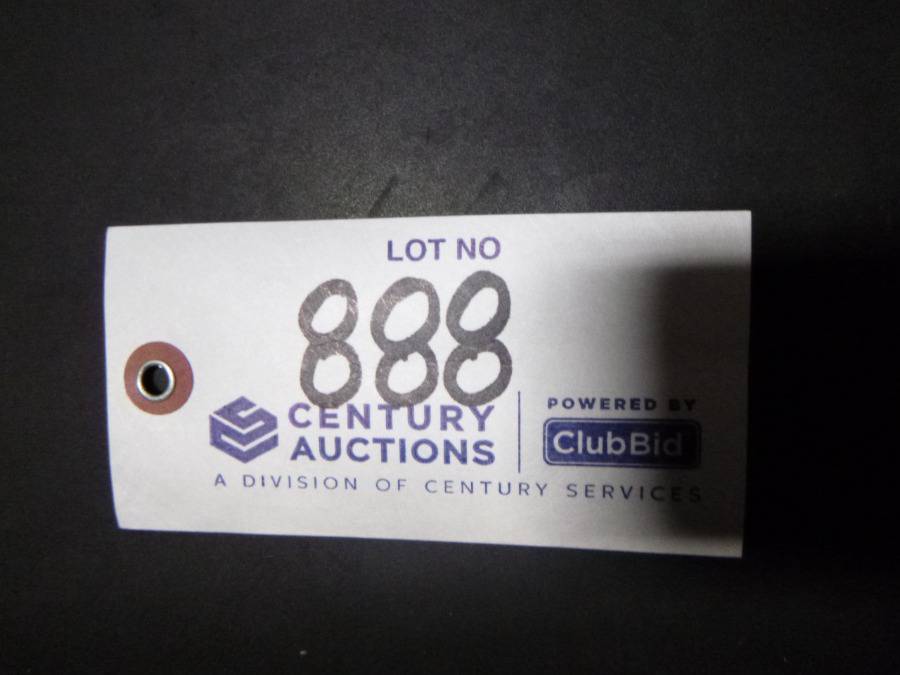 LOT NO
888
CENTURY
AUCTIONS
POWERED BY
ClubBid
A DIVISION OF CENTURY SERVICES